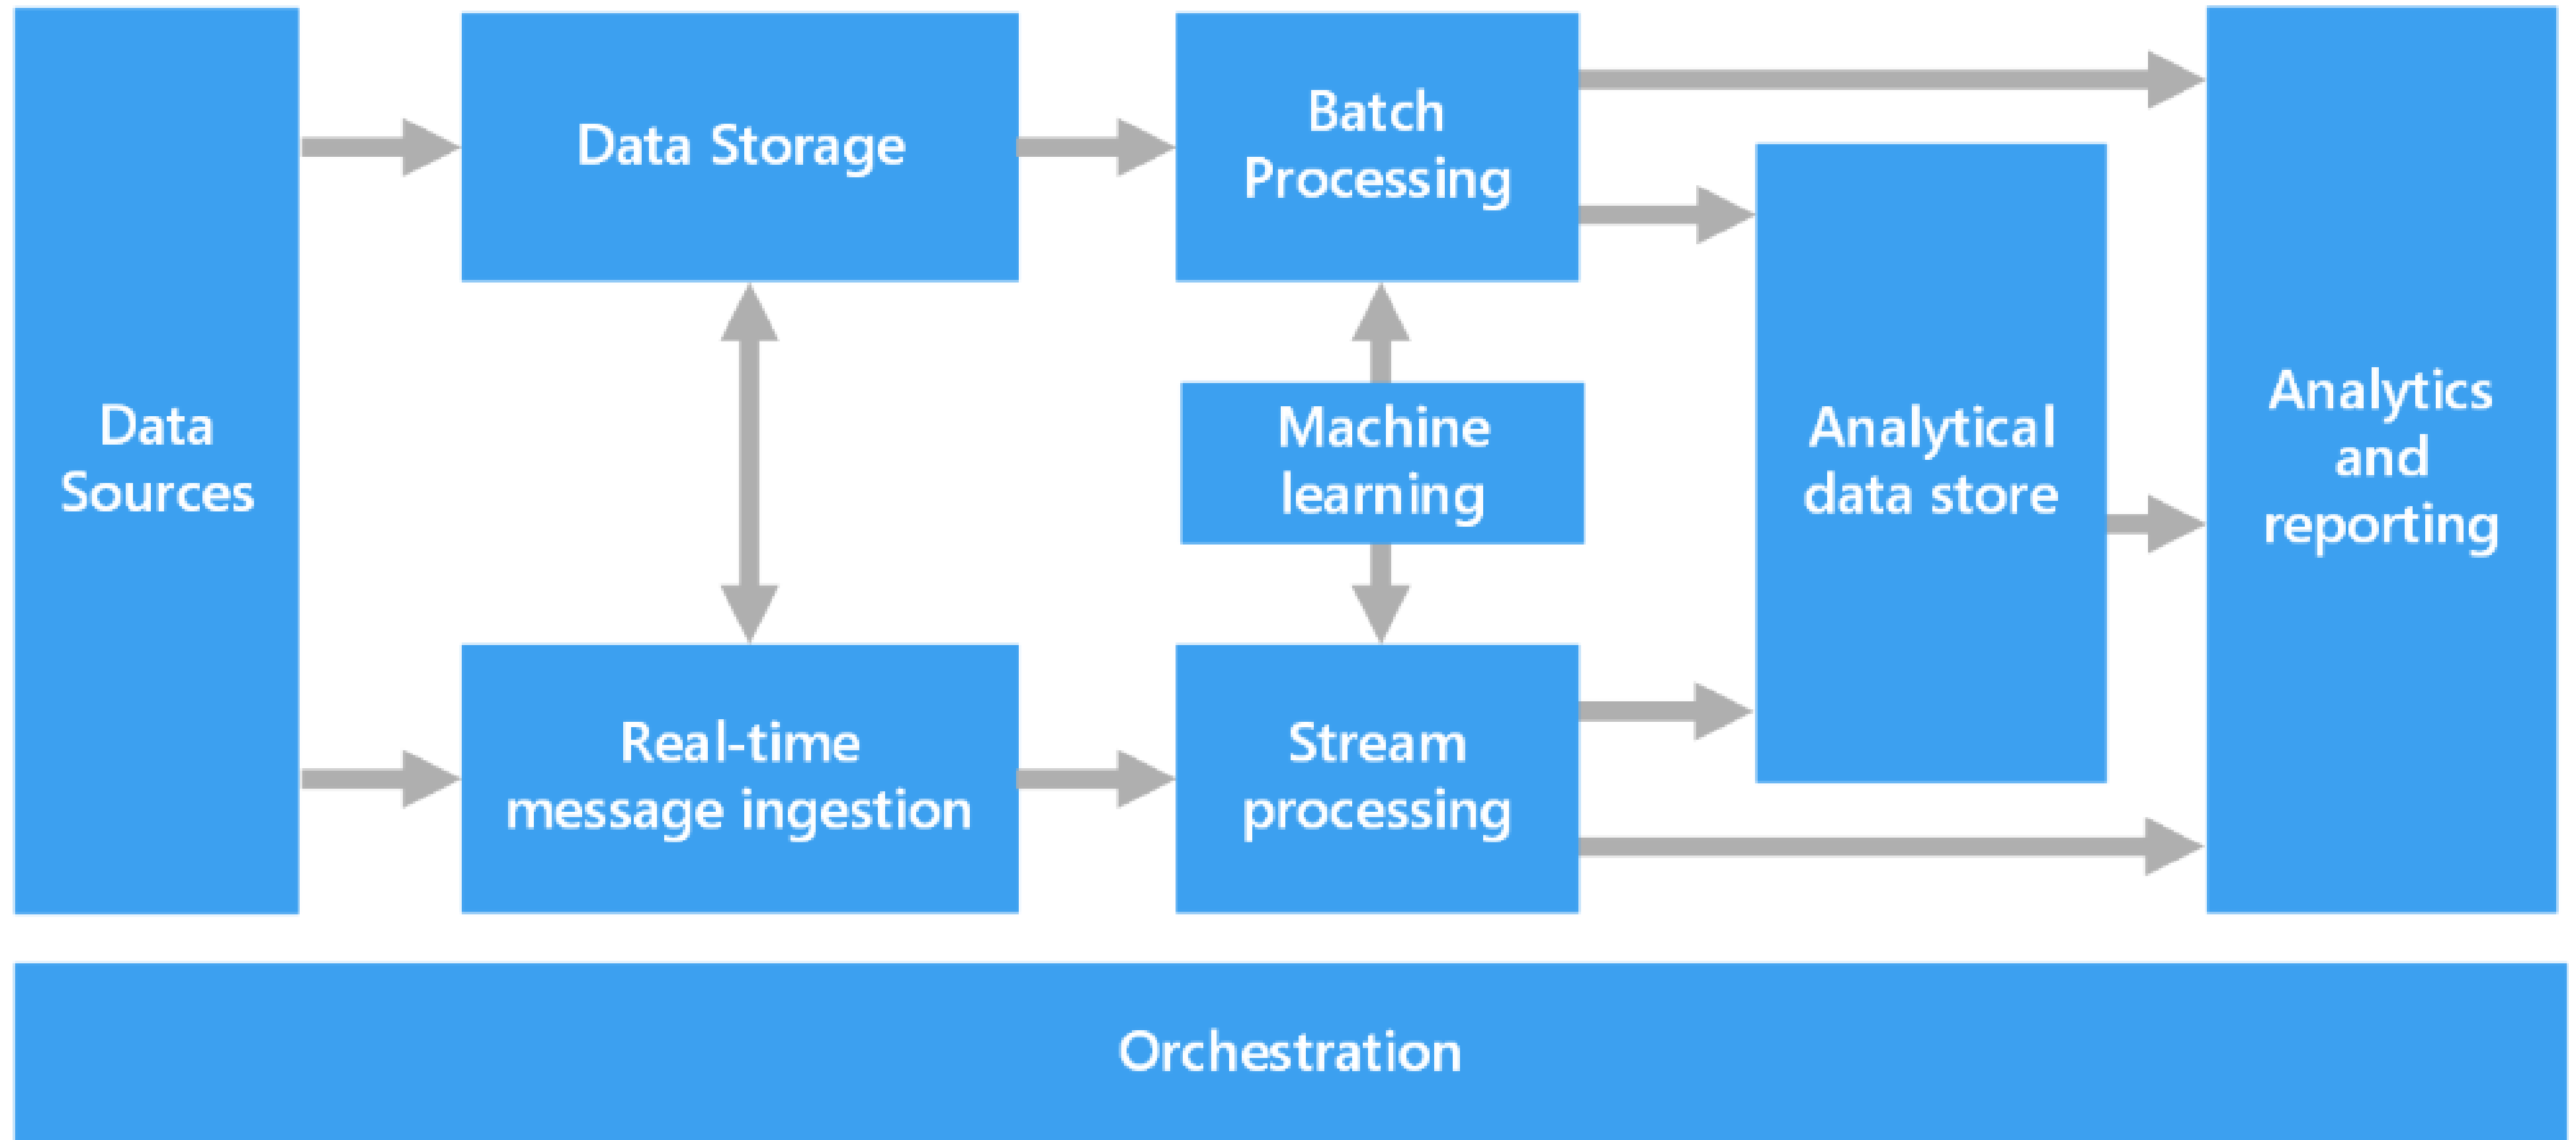 Data
Sources
Data Storage
Real-time
message ingestion
Batch
Processing
Machine
learning
Stream
processing
Analytical
data store
Analytics
and
reporting
Orchestration